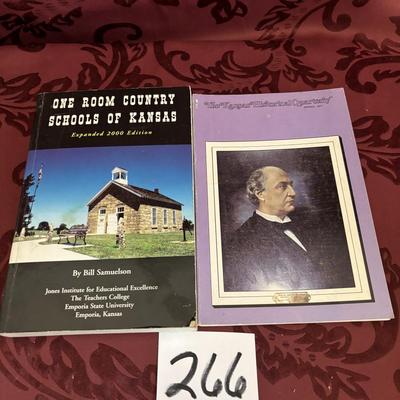 ONE ROOM COUNTRY
SCHOOLS OF KANSAS
Expanded 2000 Edition
By Bill Samuelson
Jones Institute for Educational Excellence
The Teachers College
Emporia State University
Emporia, Kansas
The Kansas Historical Quarterly
266